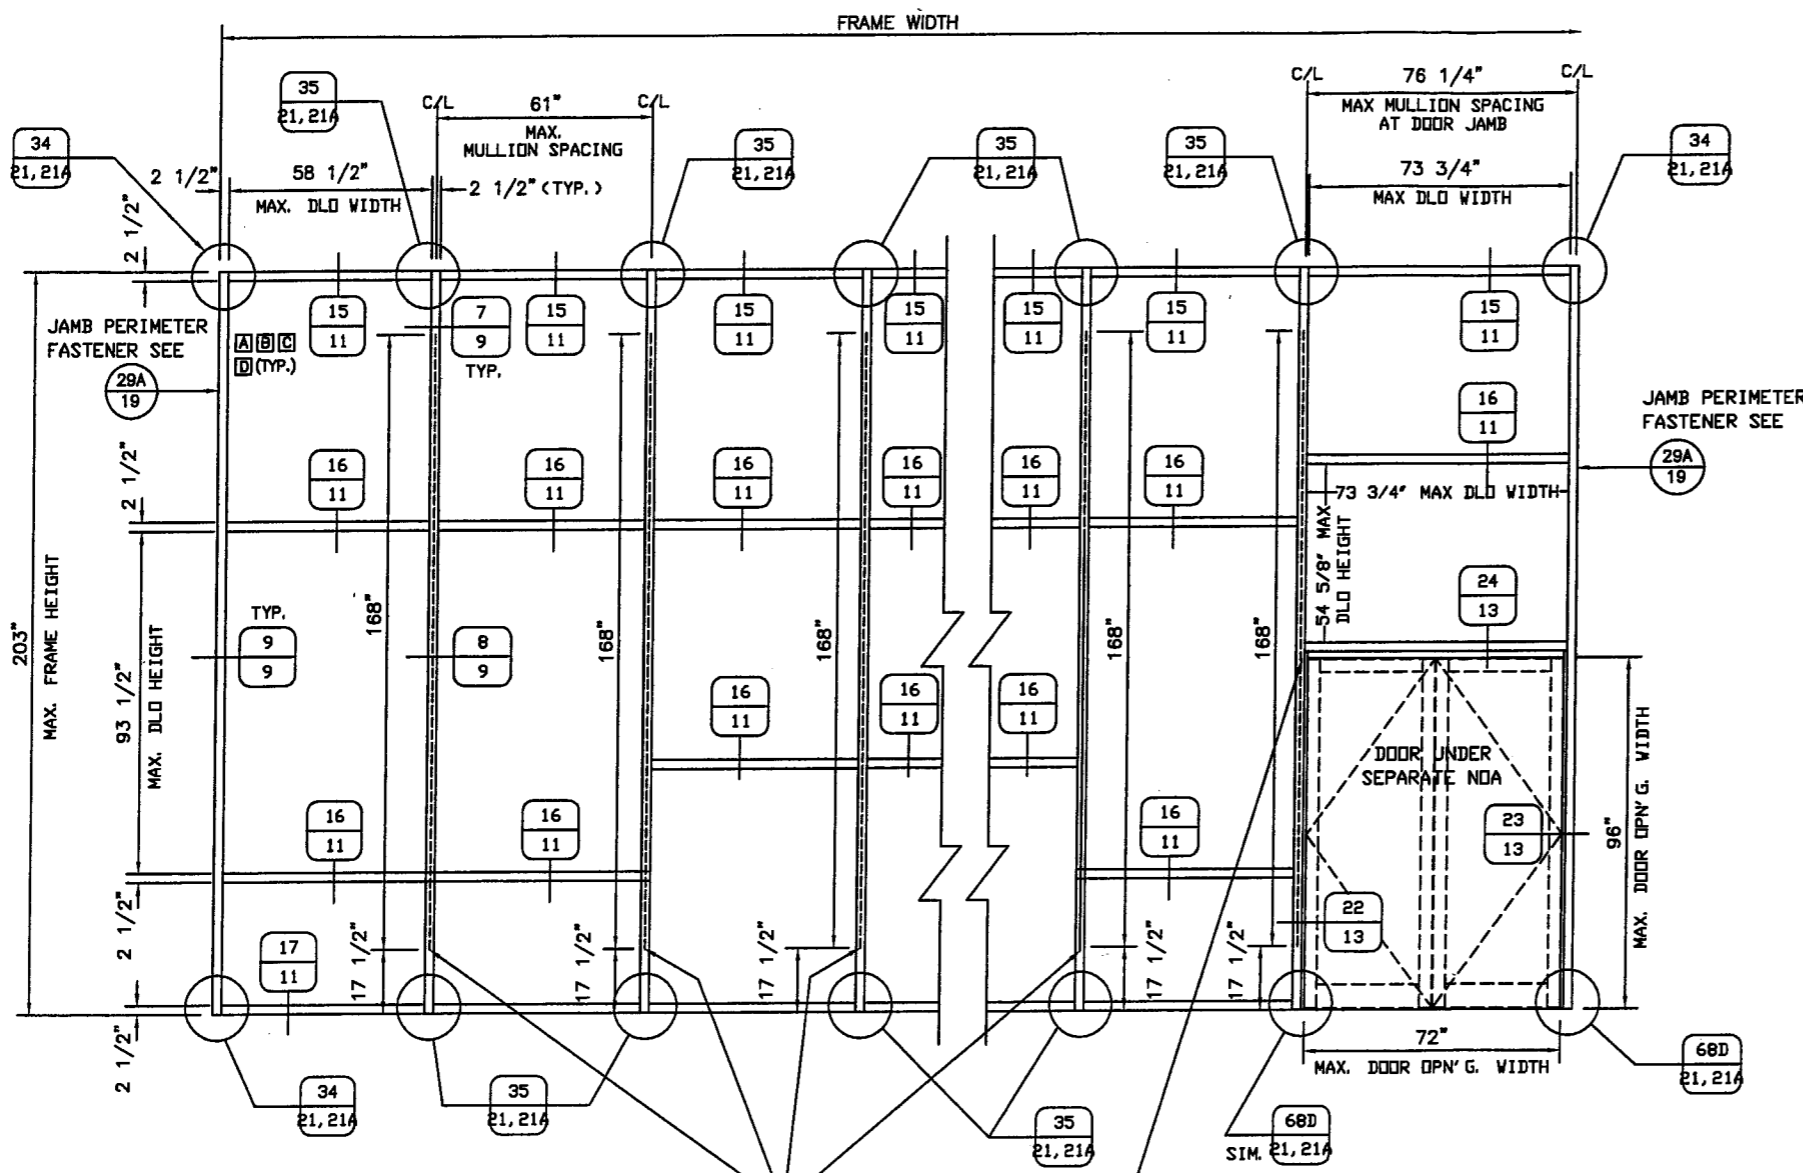 FRAME WIDTH
C/L
76 1/4"
C/L
35
21, 21A
C/L
61"
C/L
MAX MULLION SPACING
AT DOOR JAMB
MAX.
MULLION SPACING
34
21, 21A
35
21, 21A
35
21, 21A
35
21, 21A
34
21, 21A
2 1/2"
58 1/2"
MAX. DLO WIDTH
2 1/2" (TYP.)
73 3/4"
MAX DLO WIDTH
2 1/2"
JAMB PERIMETER
FASTENER SEE
29A
19
A B C
D (TYP.)
15
11
7
9
TYP.
15
11
15
11
15
11
15
11
15
11
15
11
16
11
JAMB PERIMETER
FASTENER SEE
29A
19
2 1/2"
16
11
16
11
16
11
16
11
16
11
16
11
73 3/4" MAX DLO WIDTH
54 5/8" MAX
DLO HEIGHT
203"
MAX. FRAME HEIGHT
93 1/2"
MAX. DLO HEIGHT
TYP.
9
9
168"
8
9
168"
168"
168"
168"
24
13
16
11
16
11
16
11
DOOR UNDER
SEPARATE NOA
96"
MAX. DOOR OPN'G. WIDTH
16
11
16
11
16
11
23
13
22
13
2 1/2"
17
11
17 1/2"
17 1/2"
17 1/2"
17 1/2"
17 1/2"
2 1/2"
72"
MAX. DOOR OPN'G. WIDTH
34
21, 21A
35
21, 21A
35
21, 21A
SIM.
68D
21, 21A
68D
21, 21A